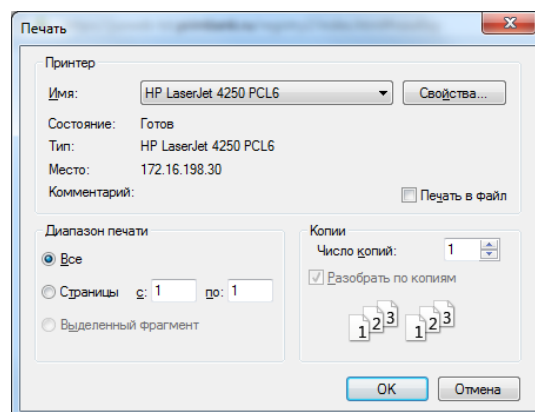 Печать
Принтер
Имя: HP LaserJet 4250 PCL6 Свойства...
Состояние: Готов
Тип: HP LaserJet 4250 PCL6
Место: 172.16.198.30
Комментарий: Печать в файл
Диапазон печати
Все
Страницы с: 1 по: 1
Выделенный фрагмент
Копии
Число копий: 1
Разобрать по копиям
1 2 3 1 2 3
OK Отмена